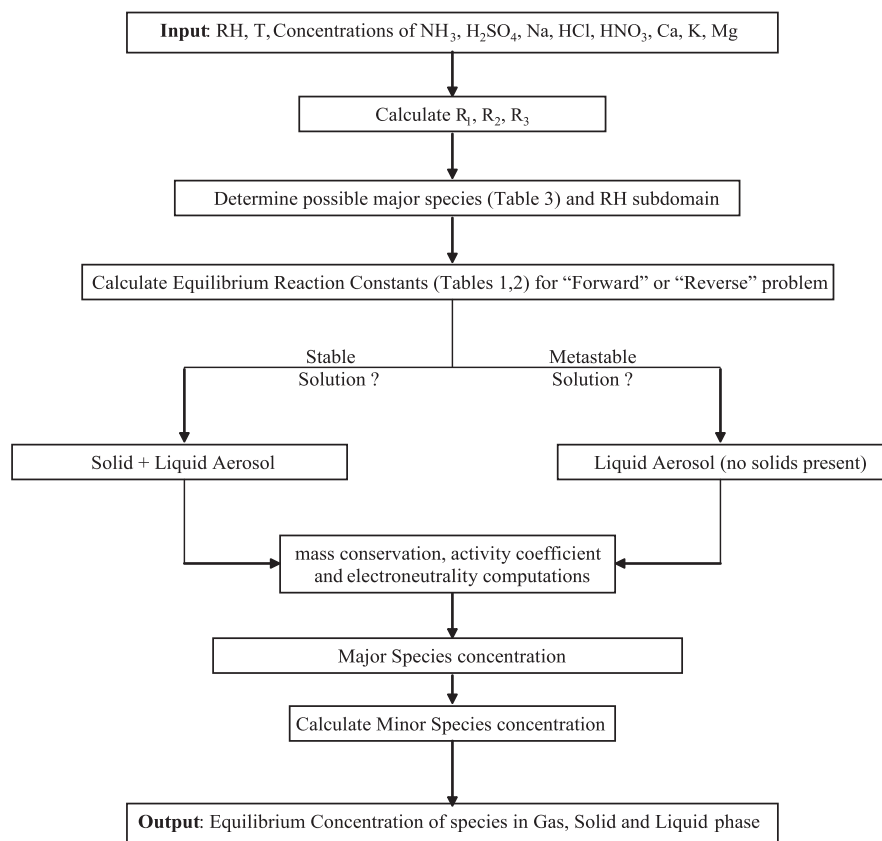 Input: RH, T, Concentrations of NH₃, H₂SO₄, Na, HCl, HNO₃, Ca, K, Mg
Calculate R₁, R₂, R₃
Determine possible major species (Table 3) and RH subdomain
Calculate Equilibrium Reaction Constants (Tables 1,2) for “Forward” or “Reverse” problem
Stable
Solution ?
Metastable
Solution ?
Solid + Liquid Aerosol
Liquid Aerosol (no solids present)
mass conservation, activity coefficient
and electroneutrality computations
Major Species concentration
Calculate Minor Species concentration
Output: Equilibrium Concentration of species in Gas, Solid and Liquid phase